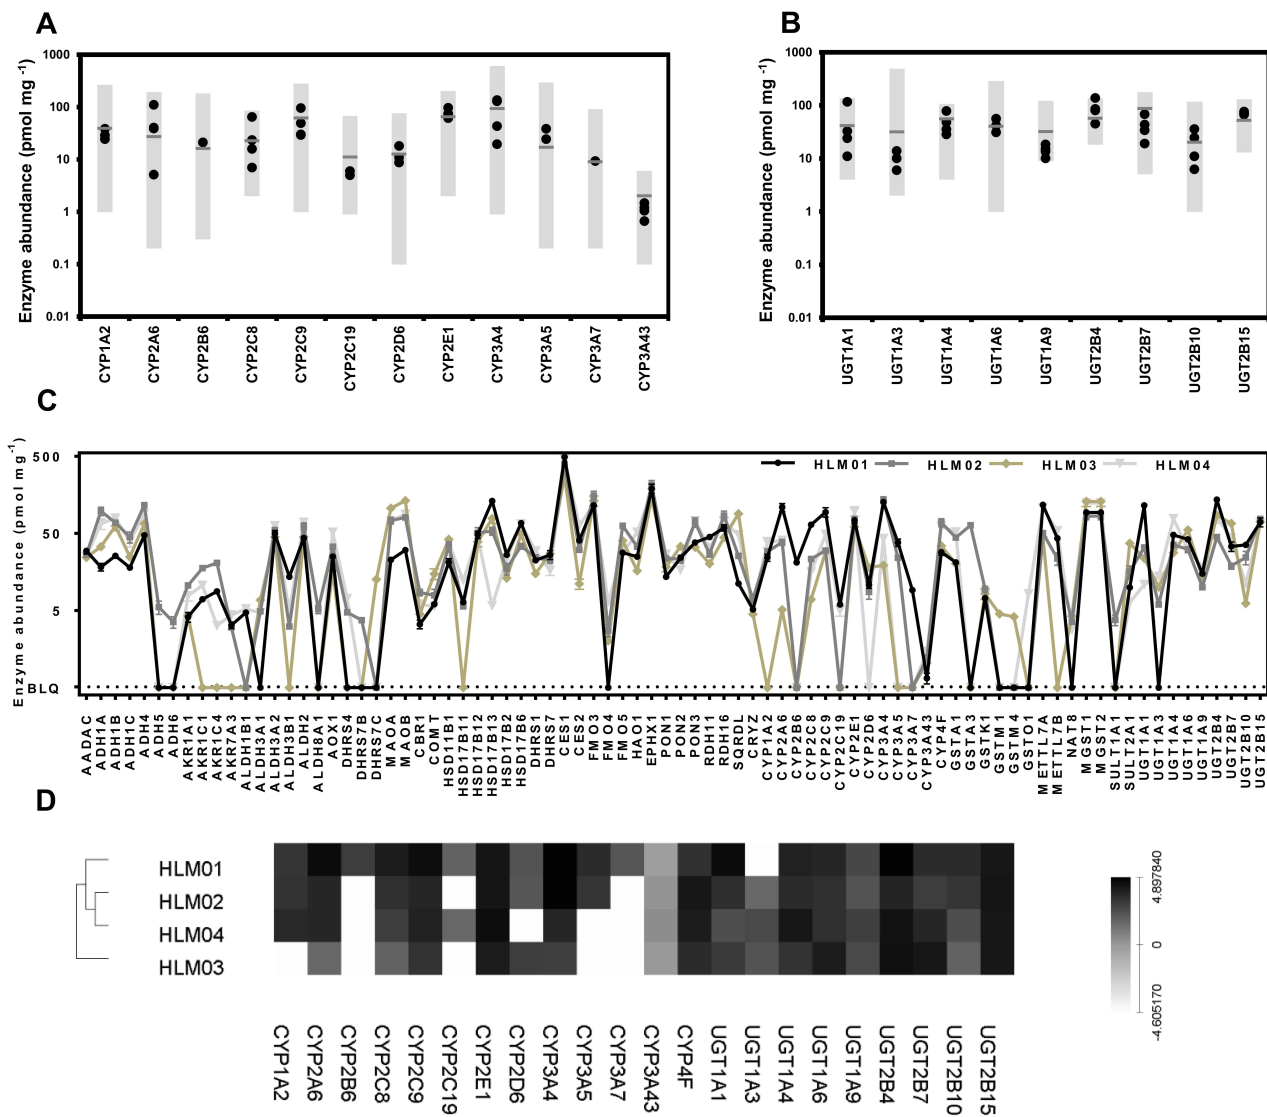 A
Enzyme abundance (pmol mg -1)
1000
100
10
1
0.1
0.01
CYP1A2
CYP2A6
CYP2B6
CYP2C8
CYP2C9
CYP2C19
CYP2D6
CYP2E1
CYP3A4
CYP3A5
CYP3A7
CYP3A43
B
Enzyme abundance (pmol mg -1)
1000
100
10
1
0.1
0.01
UGT1A1
UGT1A3
UGT1A4
UGT1A6
UGT1A9
UGT2B4
UGT2B7
UGT2B10
UGT2B15
C
Enzyme abundance (pmol mg -1)
500
50
5
BLQ
HLM01
HLM02
HLM03
HLM04
AADAC
ADH1A
ADH1B
ADH1C
ADH4
ADH5
ADH6
AKR1A1
AKR1C1
AKR1C4
AKR7A3
ALDH1B1
ALDH3A1
ALDH3A2
ALDH3B1
ALDH2
ALDH8A1
AOX1
DHRS4
DHRS7B
DHRS7C
MAOA
MAOB
CBR1
COMT
HSD11B1
HSD17B11
HSD17B12
HSD17B13
HSD17B2
HSD17B6
DHRS1
DHRS7
CES1
CES2
FMO3
FMO4
FMO5
HAO1
EPHX1
PON1
PON2
PON3
RDH11
RDH16
SQRDL
CRYZ
CYP1A2
CYP2A6
CYP2B6
CYP2C8
CYP2C9
CYP2C19
CYP2E1
CYP2D6
CYP3A4
CYP3A5
CYP3A7
CYP3A43
CYP4F
GSTA1
GSTA3
GSTK1
GSTM1
GSTM4
GSTO1
METTL7A
METTL7B
NAT8
MGST1
MGST2
SULT1A1
SULT2A1
UGT1A1
UGT1A3
UGT1A4
UGT1A6
UGT1A9
UGT2B4
UGT2B7
UGT2B10
UGT2B15
D
HLM01
HLM02
HLM04
HLM03
CYP1A2
CYP2A6
CYP2B6
CYP2C8
CYP2C9
CYP2C19
CYP2E1
CYP2D6
CYP3A4
CYP3A5
CYP3A7
CYP3A43
CYP4F
UGT1A1
UGT1A3
UGT1A4
UGT1A6
UGT1A9
UGT2B4
UGT2B7
UGT2B10
UGT2B15
4.897840
0
-4.605170